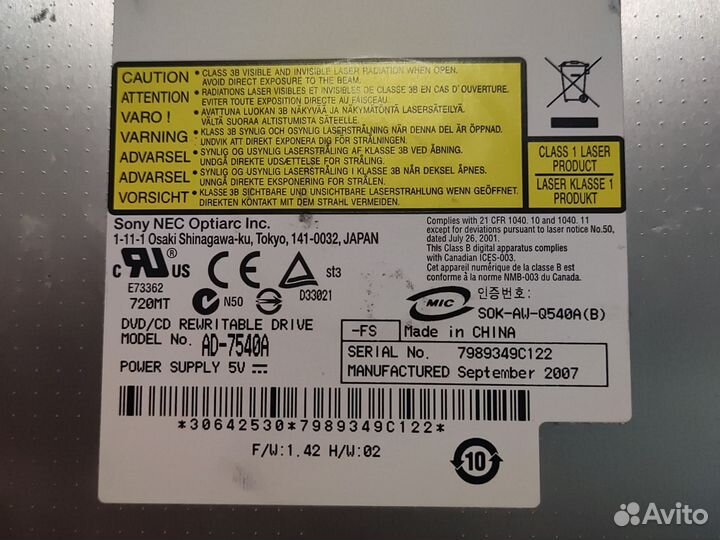 CAUTION
• CLASS 3B VISIBLE AND INVISIBLE LASER RADIATION WHEN OPEN.
AVOID DIRECT EXPOSURE TO THE BEAM.
ATTENTION
• RADIATIONS LASER VISIBLES ET INVISIBLES DE CLASSE 3B EN CAS D'OUVERTURE.
EVITER TOUTE EXPOSITION DIRECTE AU FAISCEAU.
VARO !
• AVATTUNA LUOKAN 3B NÄKYVÄÄ JA NÄKYMÄTÖNTÄ LASERSÄTEILYÄ.
VÄLTÄ SUORAA ALTISTUMISTA SÄTEELLE.
VARNING
• KLASS 3B SYNLIG OCH OSYNLIG LASERSTRÅLNING NÄR DENNA DEL ÄR ÖPPNAD.
UNDVIK ATT DIREKT EXPONERA DIG FÖR STRÅLNINGEN.
ADVARSEL
• SYNLIG OG USYNLIG LASERSTRÅLING AF KLASSE 3B VED ÅBNING.
UNDGÅ DIREKTE UDSÆTTELSE FOR STRÅLING.
ADVARSEL
• SYNLIG OG USYNLIG LASERSTRÅLING I KLASSE 3B NÅR DEKSEL ÅPNES.
UNNGÅ DIREKTE EKSPONERING FOR STRÅLEN.
VORSICHT
• KLASSE 3B SICHTBARE UND UNSICHTBARE LASERSTRAHLUNG WENN GEÖFFNET.
DIREKTEN KONTAKT MIT DEM STRAHL VERMEIDEN.
CLASS 1 LASER
PRODUCT
LASER KLASSE 1
PRODUKT
Sony NEC Optiarc Inc.
1-11-1 Osaki Shinagawa-ku, Tokyo, 141-0032, JAPAN
Complies with 21 CFR 1040. 10 and 1040. 11
except for deviations pursuant to laser notice No.50,
dated July 26, 2001.
This Class B digital apparatus complies
with Canadian ICES-003.
Cet appareil numérique de la classe B est
conforme à la norme NMB-003 du Canada.
c RU US
E73362
720MT
N50
st3
D33021
MIC
인증번호:
SOK-AW-Q540A(B)
DVD/CD REWRITABLE DRIVE
MODEL No. AD-7540A
POWER SUPPLY 5V
-FS
Made in CHINA
SERIAL No. 7989349C122
MANUFACTURED September 2007
*30642530*7989349C122*
F/W:1.42 H/W:02
10
Avito